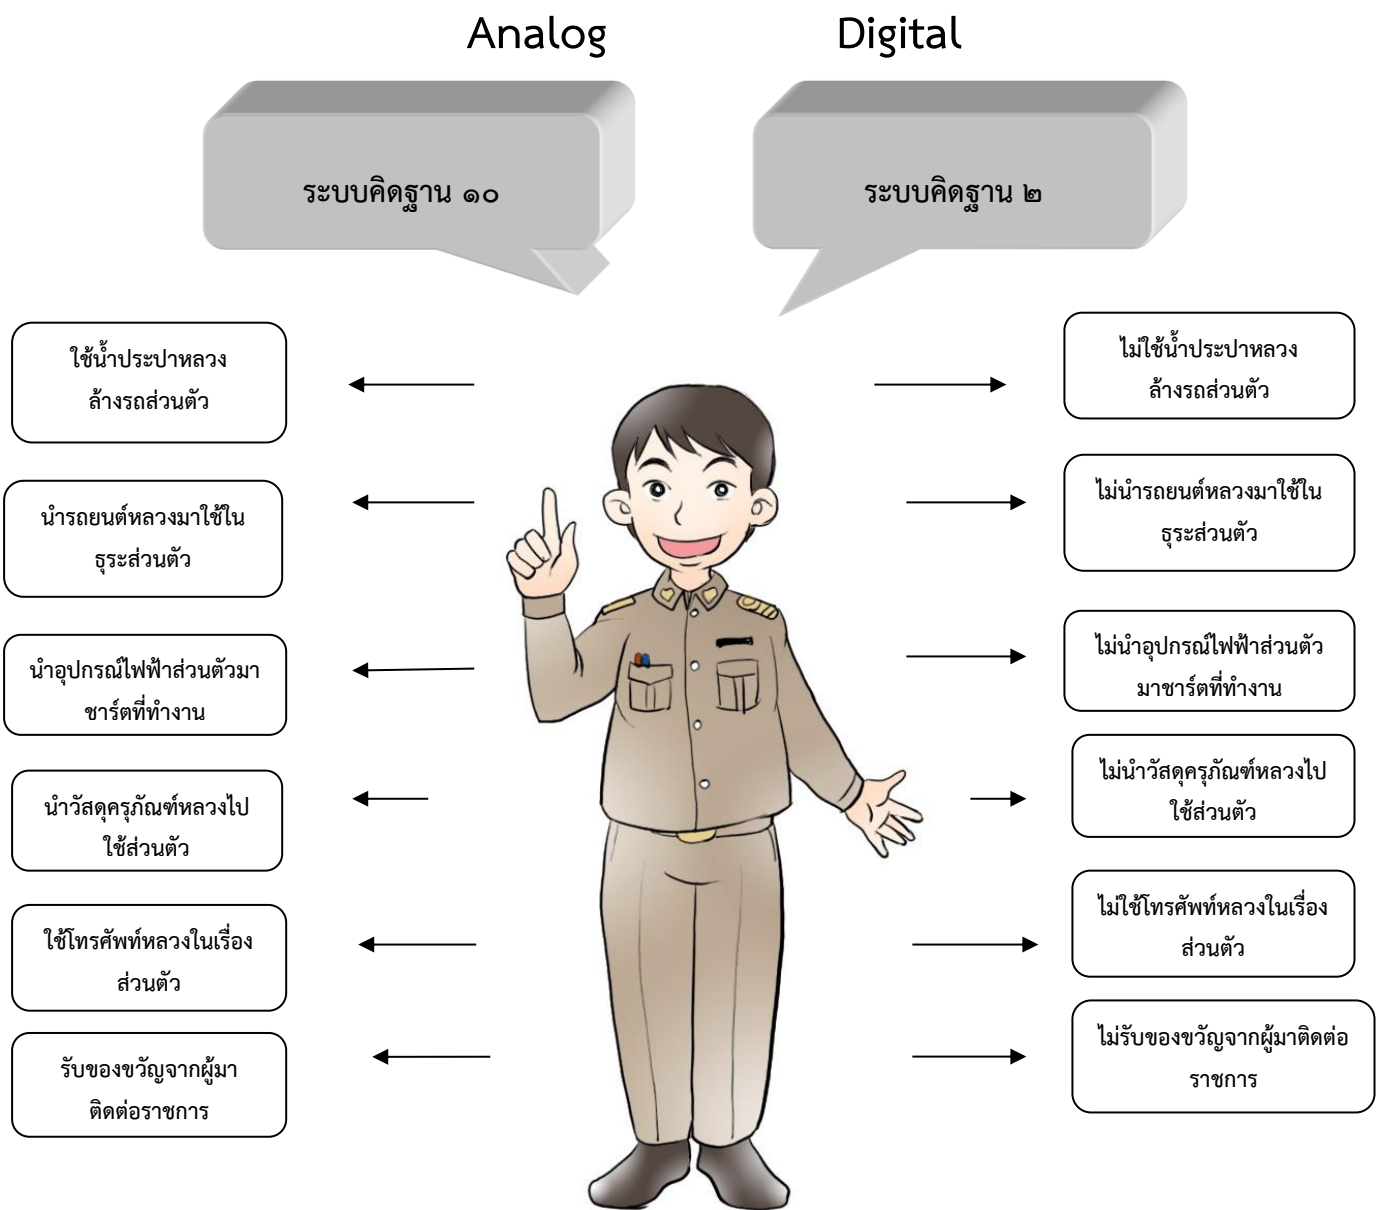 Analog
Digital
ระบบคิดฐาน ๑๐
ระบบคิดฐาน ๒
ใช้น้ำประปาหลวง
ล้างรถส่วนตัว
ไม่ใช้น้ำประปาหลวง
ล้างรถส่วนตัว
นำรถยนต์หลวงมาใช้ใน
ธุระส่วนตัว
ไม่นำรถยนต์หลวงมาใช้ใน
ธุระส่วนตัว
นำอุปกรณ์ไฟฟ้าส่วนตัวมา
ชาร์ตที่ทำงาน
ไม่นำอุปกรณ์ไฟฟ้าส่วนตัว
มาชาร์ตที่ทำงาน
นำวัสดุครุภัณฑ์หลวงไป
ใช้ส่วนตัว
ไม่นำวัสดุครุภัณฑ์หลวงไป
ใช้ส่วนตัว
ใช้โทรศัพท์หลวงในเรื่อง
ส่วนตัว
ไม่ใช้โทรศัพท์หลวงในเรื่อง
ส่วนตัว
รับของขวัญจากผู้มา
ติดต่อราชการ
ไม่รับของขวัญจากผู้มาติดต่อ
ราชการ